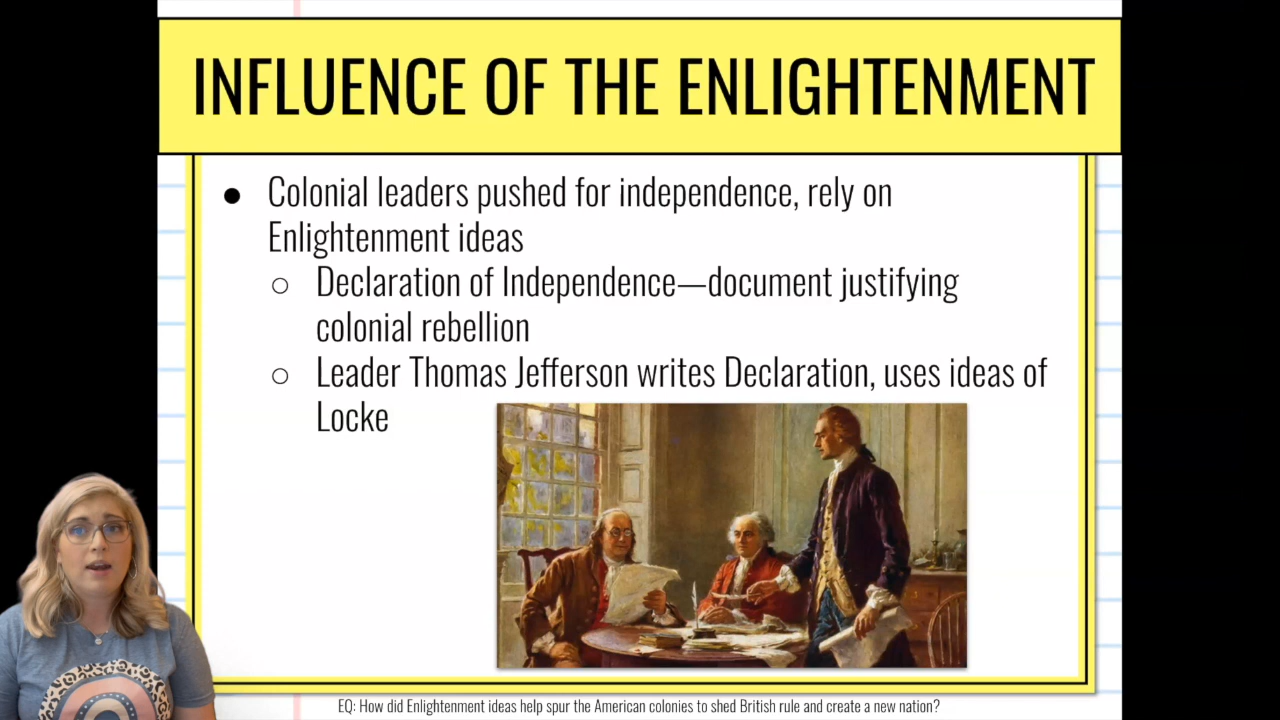 INFLUENCE OF THE ENLIGHTENMENT
● Colonial leaders pushed for independence, rely on
Enlightenment ideas
○ Declaration of Independence—document justifying
colonial rebellion
○ Leader Thomas Jefferson writes Declaration, uses ideas of
Locke
EQ: How did Enlightenment ideas help spur the American colonies to shed British rule and create a new nation?